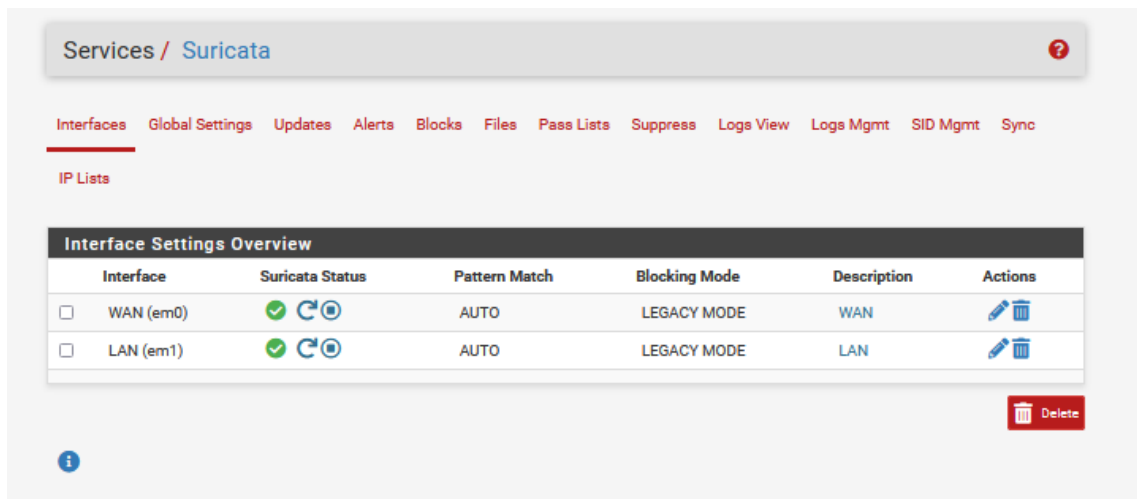 Services / Suricata
Interfaces Global Settings Updates Alerts Blocks Files Pass Lists Suppress Logs View Logs Mgmt SID Mgmt Sync
IP Lists
Interface Settings Overview
Interface Suricata Status Pattern Match Blocking Mode Description Actions
WAN (em0) AUTO LEGACY MODE WAN
LAN (em1) AUTO LEGACY MODE LAN
Delete